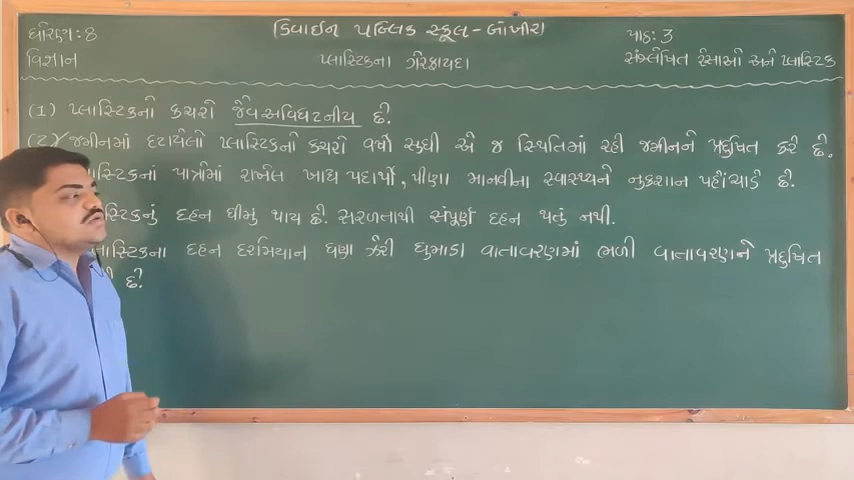 ધોરણ : 8
ડિવાઈન પબ્લિક સ્કૂલ - બાંખોરા
પાઠ : 3
વિજ્ઞાન
પ્લાસ્ટિકના ગેરફાયદા
સંશ્લેષિત રેસાઓ અને પ્લાસ્ટિક
(1) પ્લાસ્ટિકનો કચરો જૈવઅવિઘટનીય છે.
(2) જમીનમાં દટાયેલો પ્લાસ્ટિકનો કચરો વર્ષો સુધી એ જ સ્થિતિમાં રહી જમીનને પ્રદુષિત કરે છે.
સ્ટિકનાં પાત્રોમાં રાખેલ ખાદ્ય પદાર્થો, પીણા માનવીના સ્વાસ્થ્યને નુકશાન પહોંચાડે છે.
સ્ટિકનું દહન ધીમું થાય છે. સરળતાથી સંપૂર્ણ દહન થતું નથી.
લાસ્ટિકના દહન દરમિયાન ઘણા ઝેરી ધુમાડા વાતાવરણમાં ભળી વાતાવરણને પ્રદુષિત
છે.